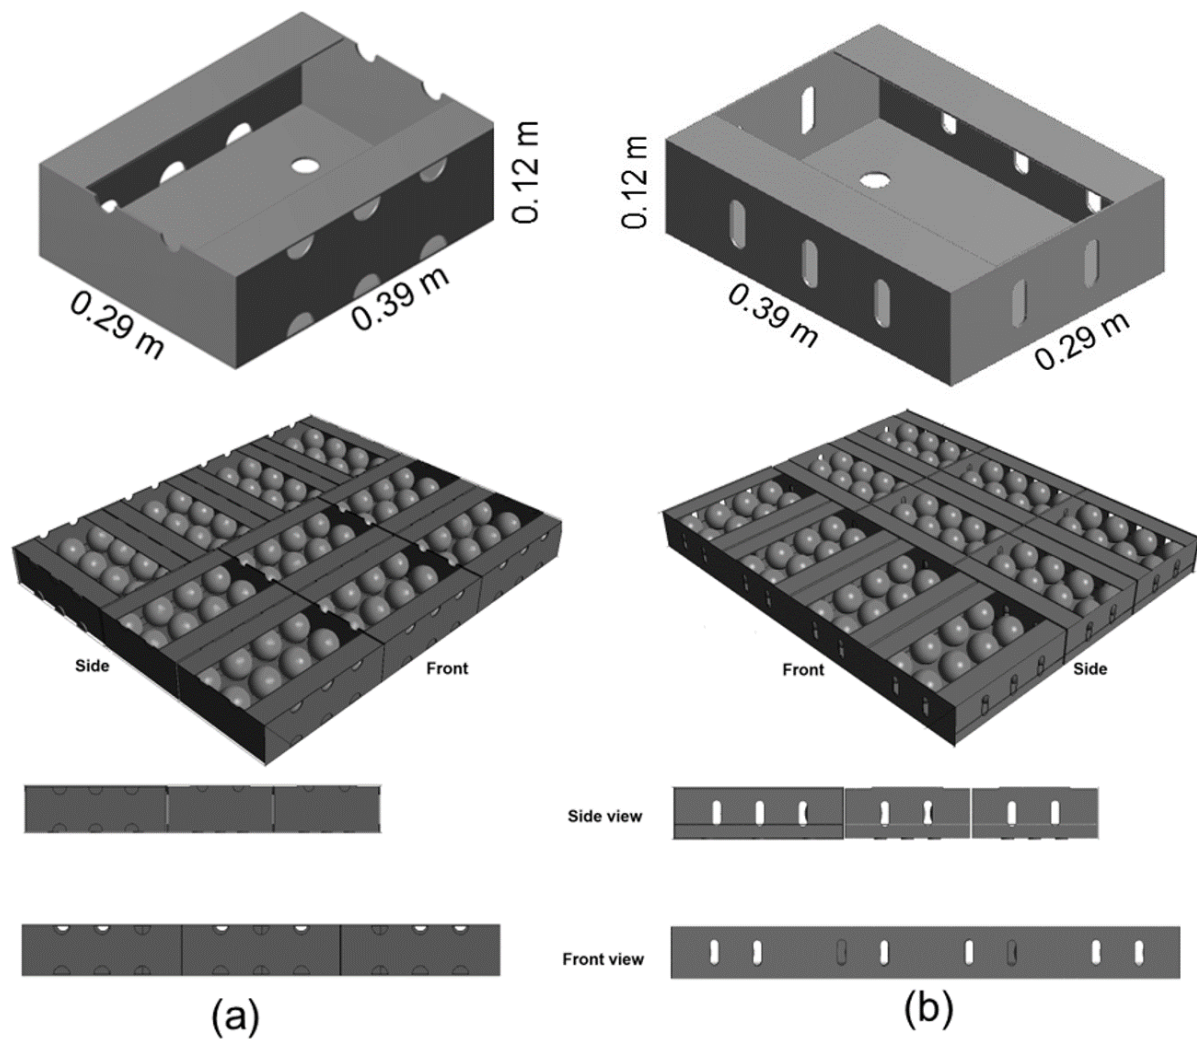 0.12 m
0.29 m
0.39 m
0.12 m
0.39 m
0.29 m
Side
Front
Front
Side
Side view
Front view
(a)
(b)